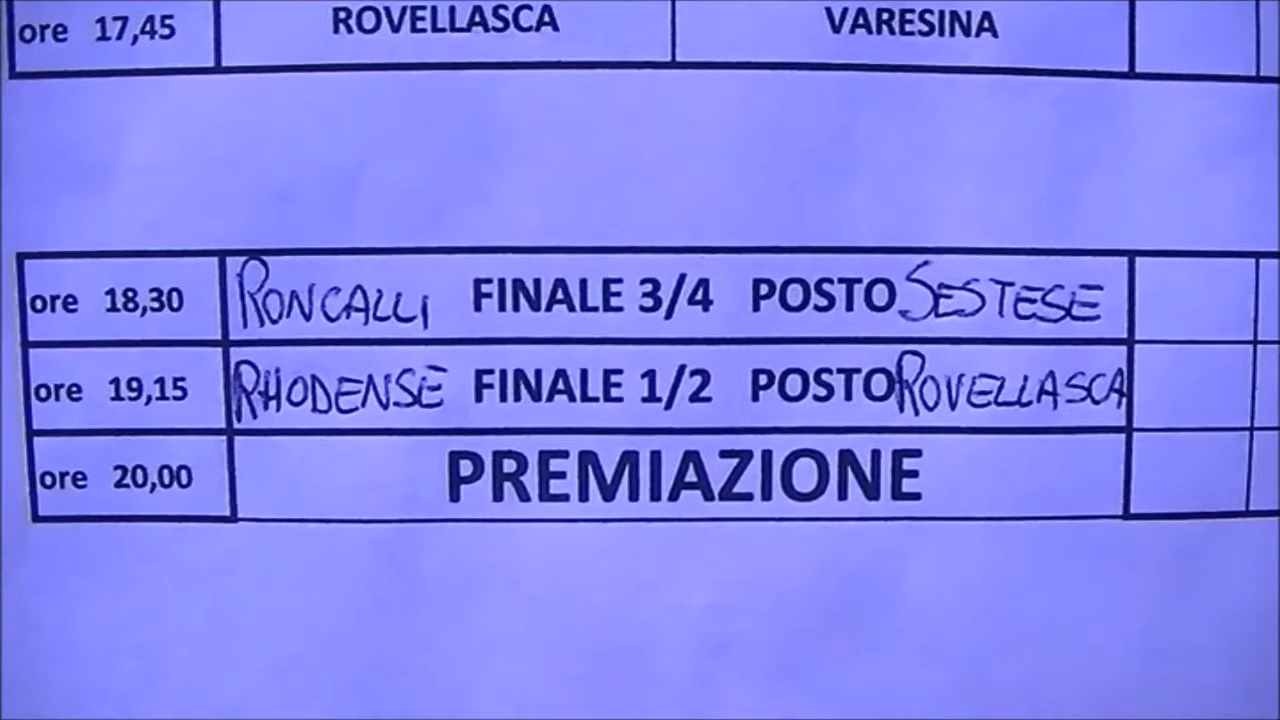 ore 17,45 ROVELLASCA VARESINA
ore 18,30 RONCALLI FINALE 3/4 POSTO SESTESE
ore 19,15 RHODENSE FINALE 1/2 POSTO ROVELLASCA
ore 20,00 PREMIAZIONE